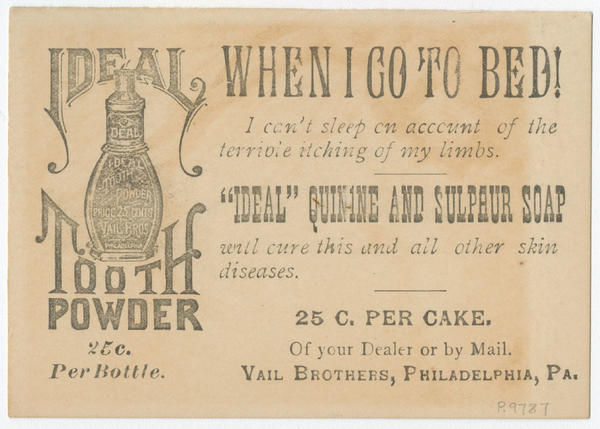 IDEAL
IDEAL
IDEAL
TOOTH
POWDER
PRICE 25 CENTS
VAIL BROS
PHILADELPHIA
TOOTH
POWDER
25c.
Per Bottle.
WHEN I GO TO BED!
I can't sleep on account of the
terrible itching of my limbs.
"IDEAL" QUININE AND SULPHUR SOAP
will cure this and all other skin
diseases.
25 C. PER CAKE.
Of your Dealer or by Mail.
VAIL BROTHERS, PHILADELPHIA, PA.
P.9787